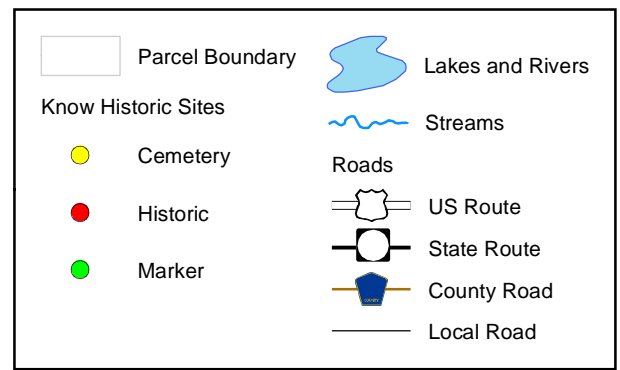 Parcel Boundary
Know Historic Sites
Cemetery
Historic
Marker
Lakes and Rivers
Streams
Roads
US Route
State Route
COUNTY
County Road
Local Road